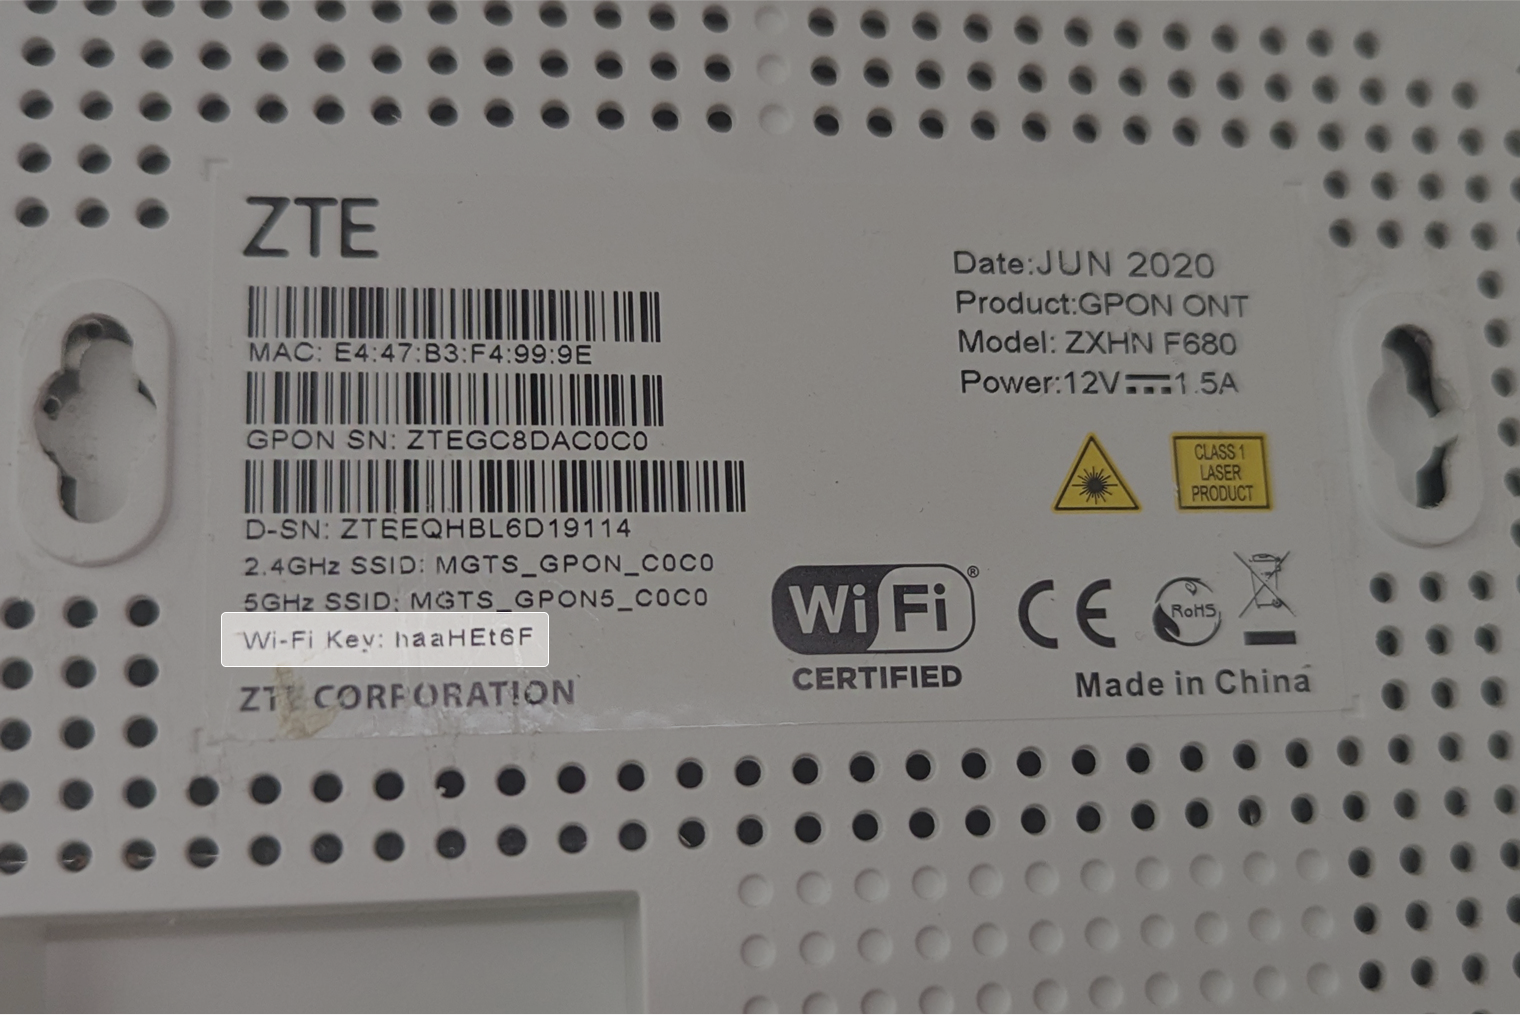 ZTE
MAC: E4:47:B3:F4:99:9E
GPON SN: ZTEGC8DAC0C0
D-SN: ZTEEQHBL6D19114
2.4GHz SSID: MGTS_GPON_C0C0
5GHz SSID: MGTS_GPON5_C0C0
Wi-Fi Key: haaHEt6F
ZTE CORPORATION
Date:JUN 2020
Product:GPON ONT
Model: ZXHN F680
Power:12V⎓1.5A
CLASS 1
LASER
PRODUCT
Wi Fi®
CERTIFIED
CE
RoHS
Made in China